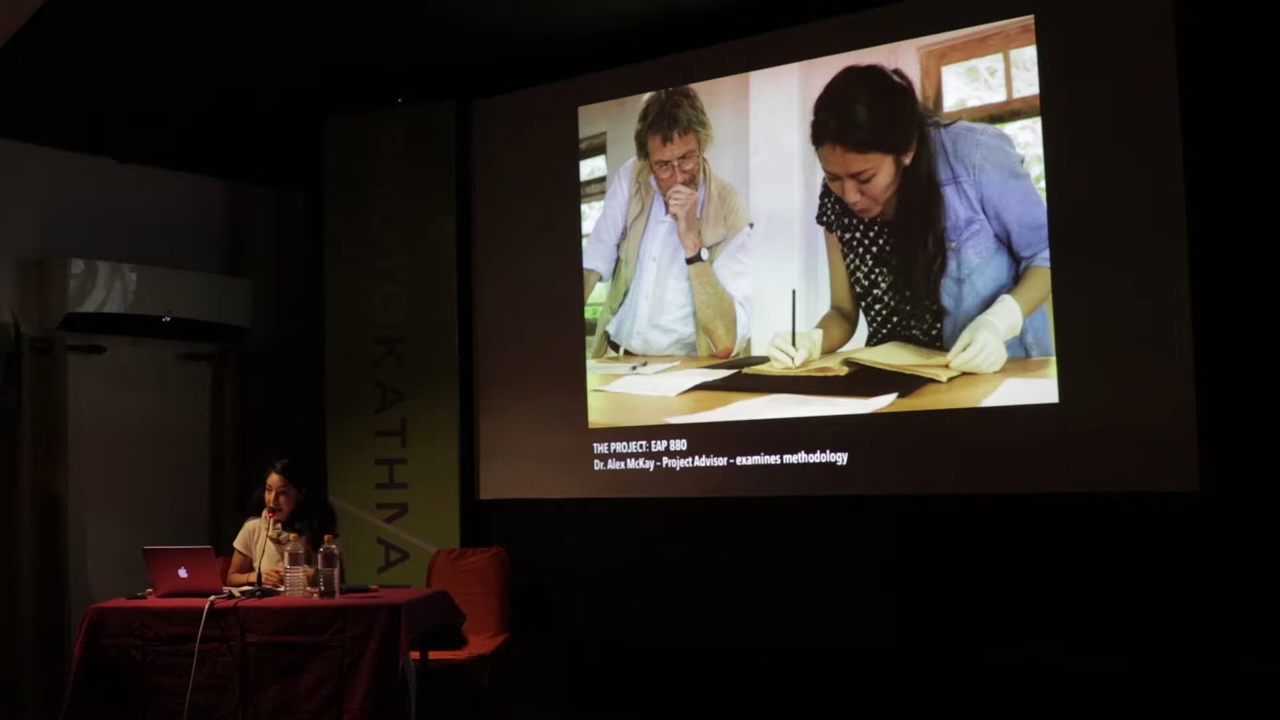 KATHMA
THE PROJECT: EAP 880
Dr. Alex McKay – Project Advisor – examines methodology